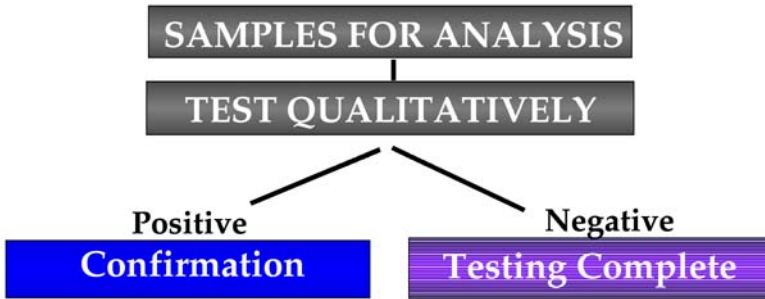 SAMPLES FOR ANALYSIS
TEST QUALITATIVELY
Positive
Negative
Confirmation
Testing Complete